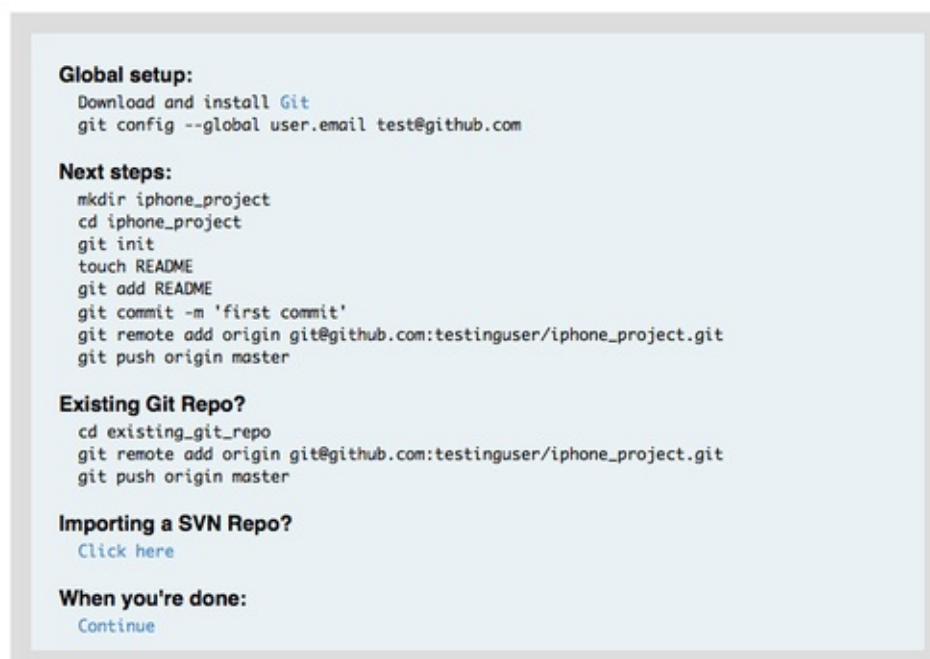 Global setup:
Download and install Git
git config --global user.email test@github.com
Next steps:
mkdir iphone_project
cd iphone_project
git init
touch README
git add README
git commit -m 'first commit'
git remote add origin git@github.com:testinguser/iphone_project.git
git push origin master
Existing Git Repo?
cd existing_git_repo
git remote add origin git@github.com:testinguser/iphone_project.git
git push origin master
Importing a SVN Repo?
Click here
When you're done:
Continue